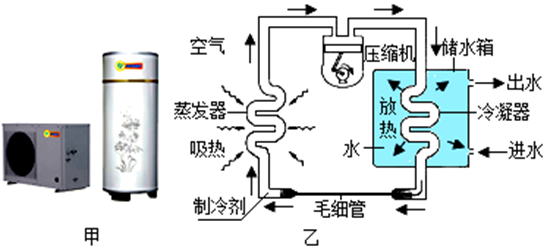 空气
压缩机
储水箱
出水
蒸发器
放热
冷凝器
吸热
水
进水
制冷剂
毛细管
甲
乙